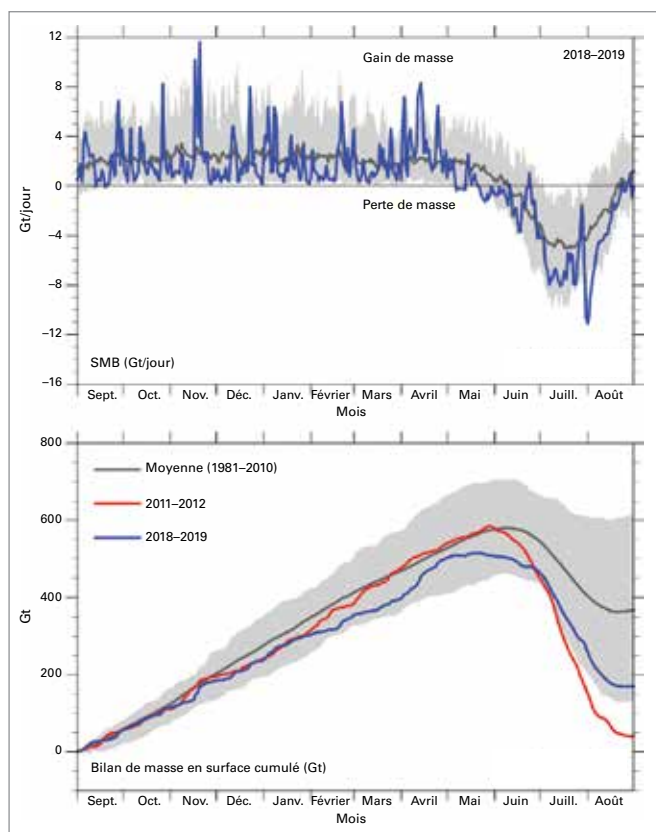 12
8
4
0
–4
–8
–12
–16
Gt/jour
Gain de masse
2018–2019
Perte de masse
SMB (Gt/jour)
Sept. Oct. Nov. Déc. Janv. Février Mars Avril Mai Juin Juill. Août
Mois
800
600
400
200
0
Gt
Moyenne (1981–2010)
2011–2012
2018–2019
Bilan de masse en surface cumulé (Gt)
Sept. Oct. Nov. Déc. Janv. Février Mars Avril Mai Juin Juill. Août
Mois